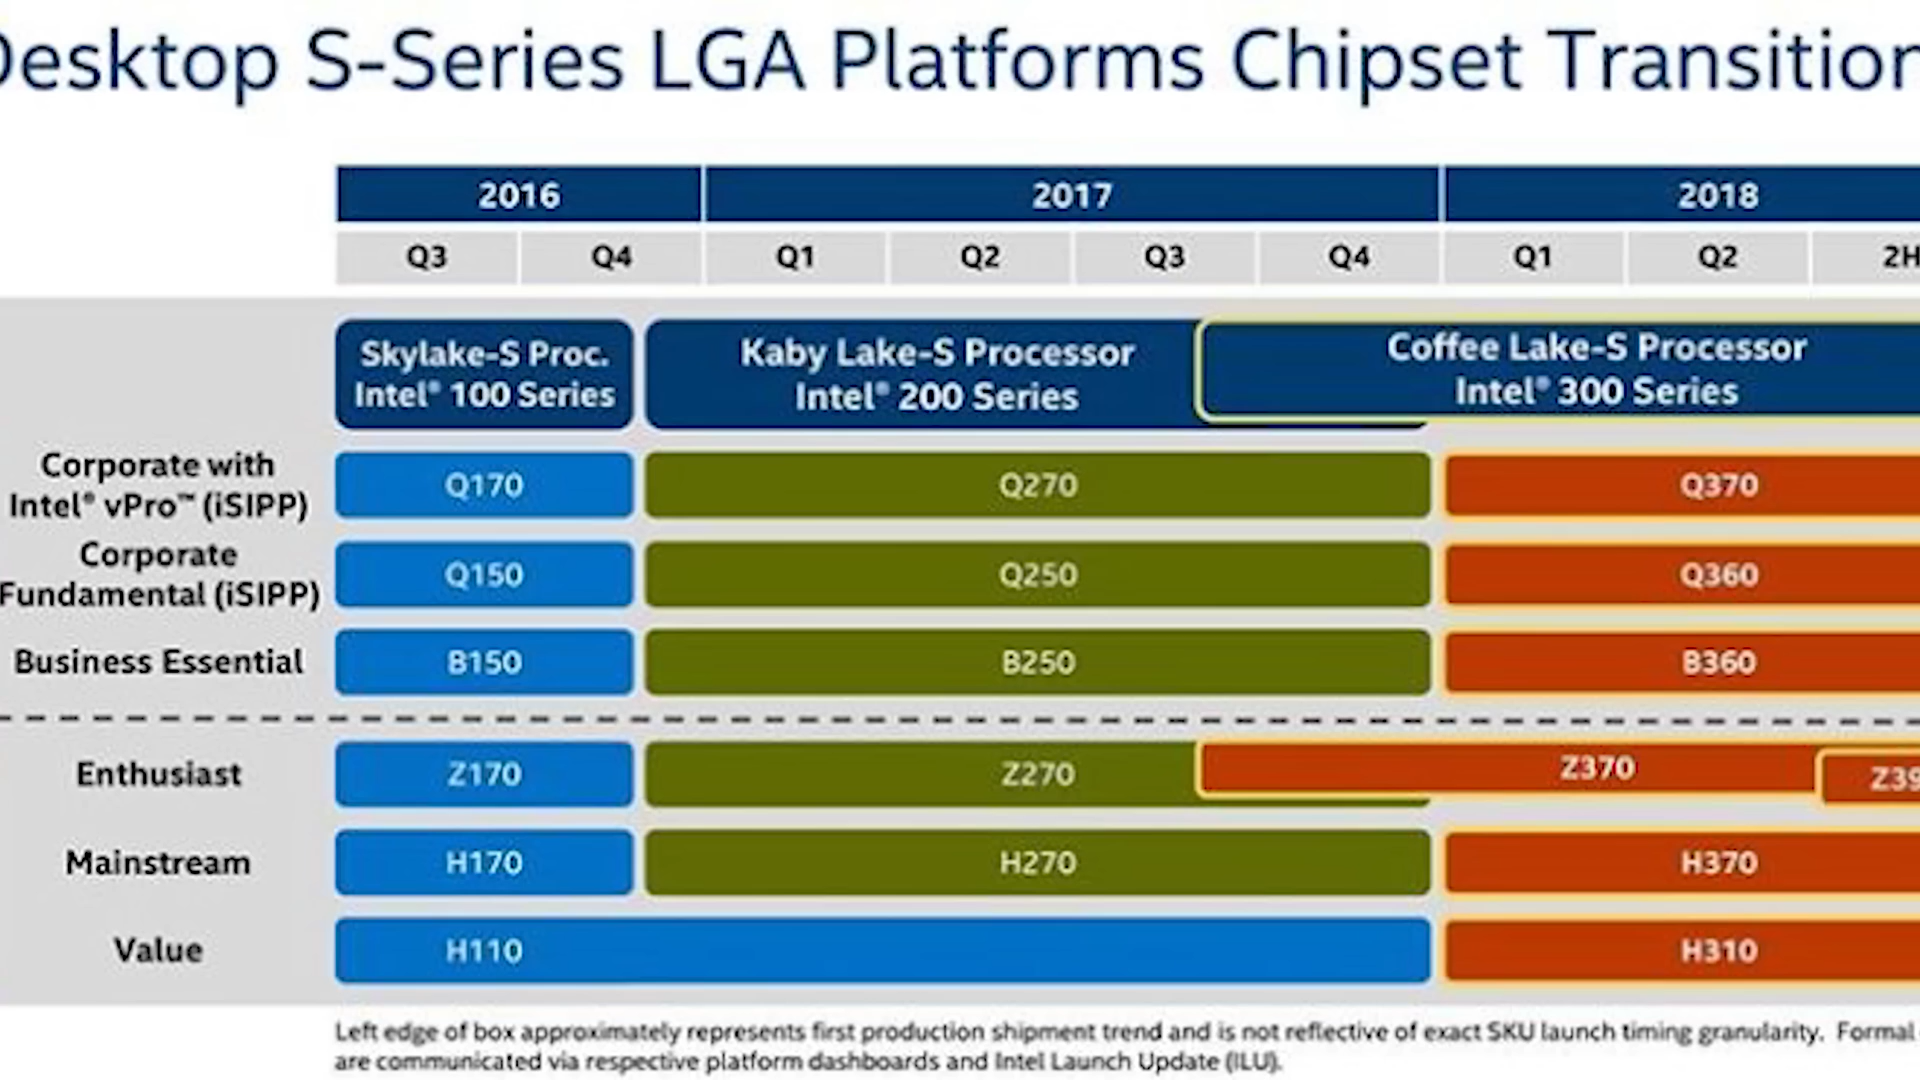 Desktop S-Series LGA Platforms Chipset Transition
2016 2017 2018
Q3 Q4 Q1 Q2 Q3 Q4 Q1 Q2 2H
Skylake-S Proc. Kaby Lake-S Processor Coffee Lake-S Processor
Intel® 100 Series Intel® 200 Series Intel® 300 Series
Corporate with
Intel® vPro™ (iSIPP) Q170 Q270 Q370
Corporate
Fundamental (iSIPP) Q150 Q250 Q360
Business Essential B150 B250 B360
Enthusiast Z170 Z270 Z370 Z39
Mainstream H170 H270 H370
Value H110 H310
Left edge of box approximately represents first production shipment trend and is not reflective of exact SKU launch timing granularity. Formal
are communicated via respective platform dashboards and Intel Launch Update (ILU).